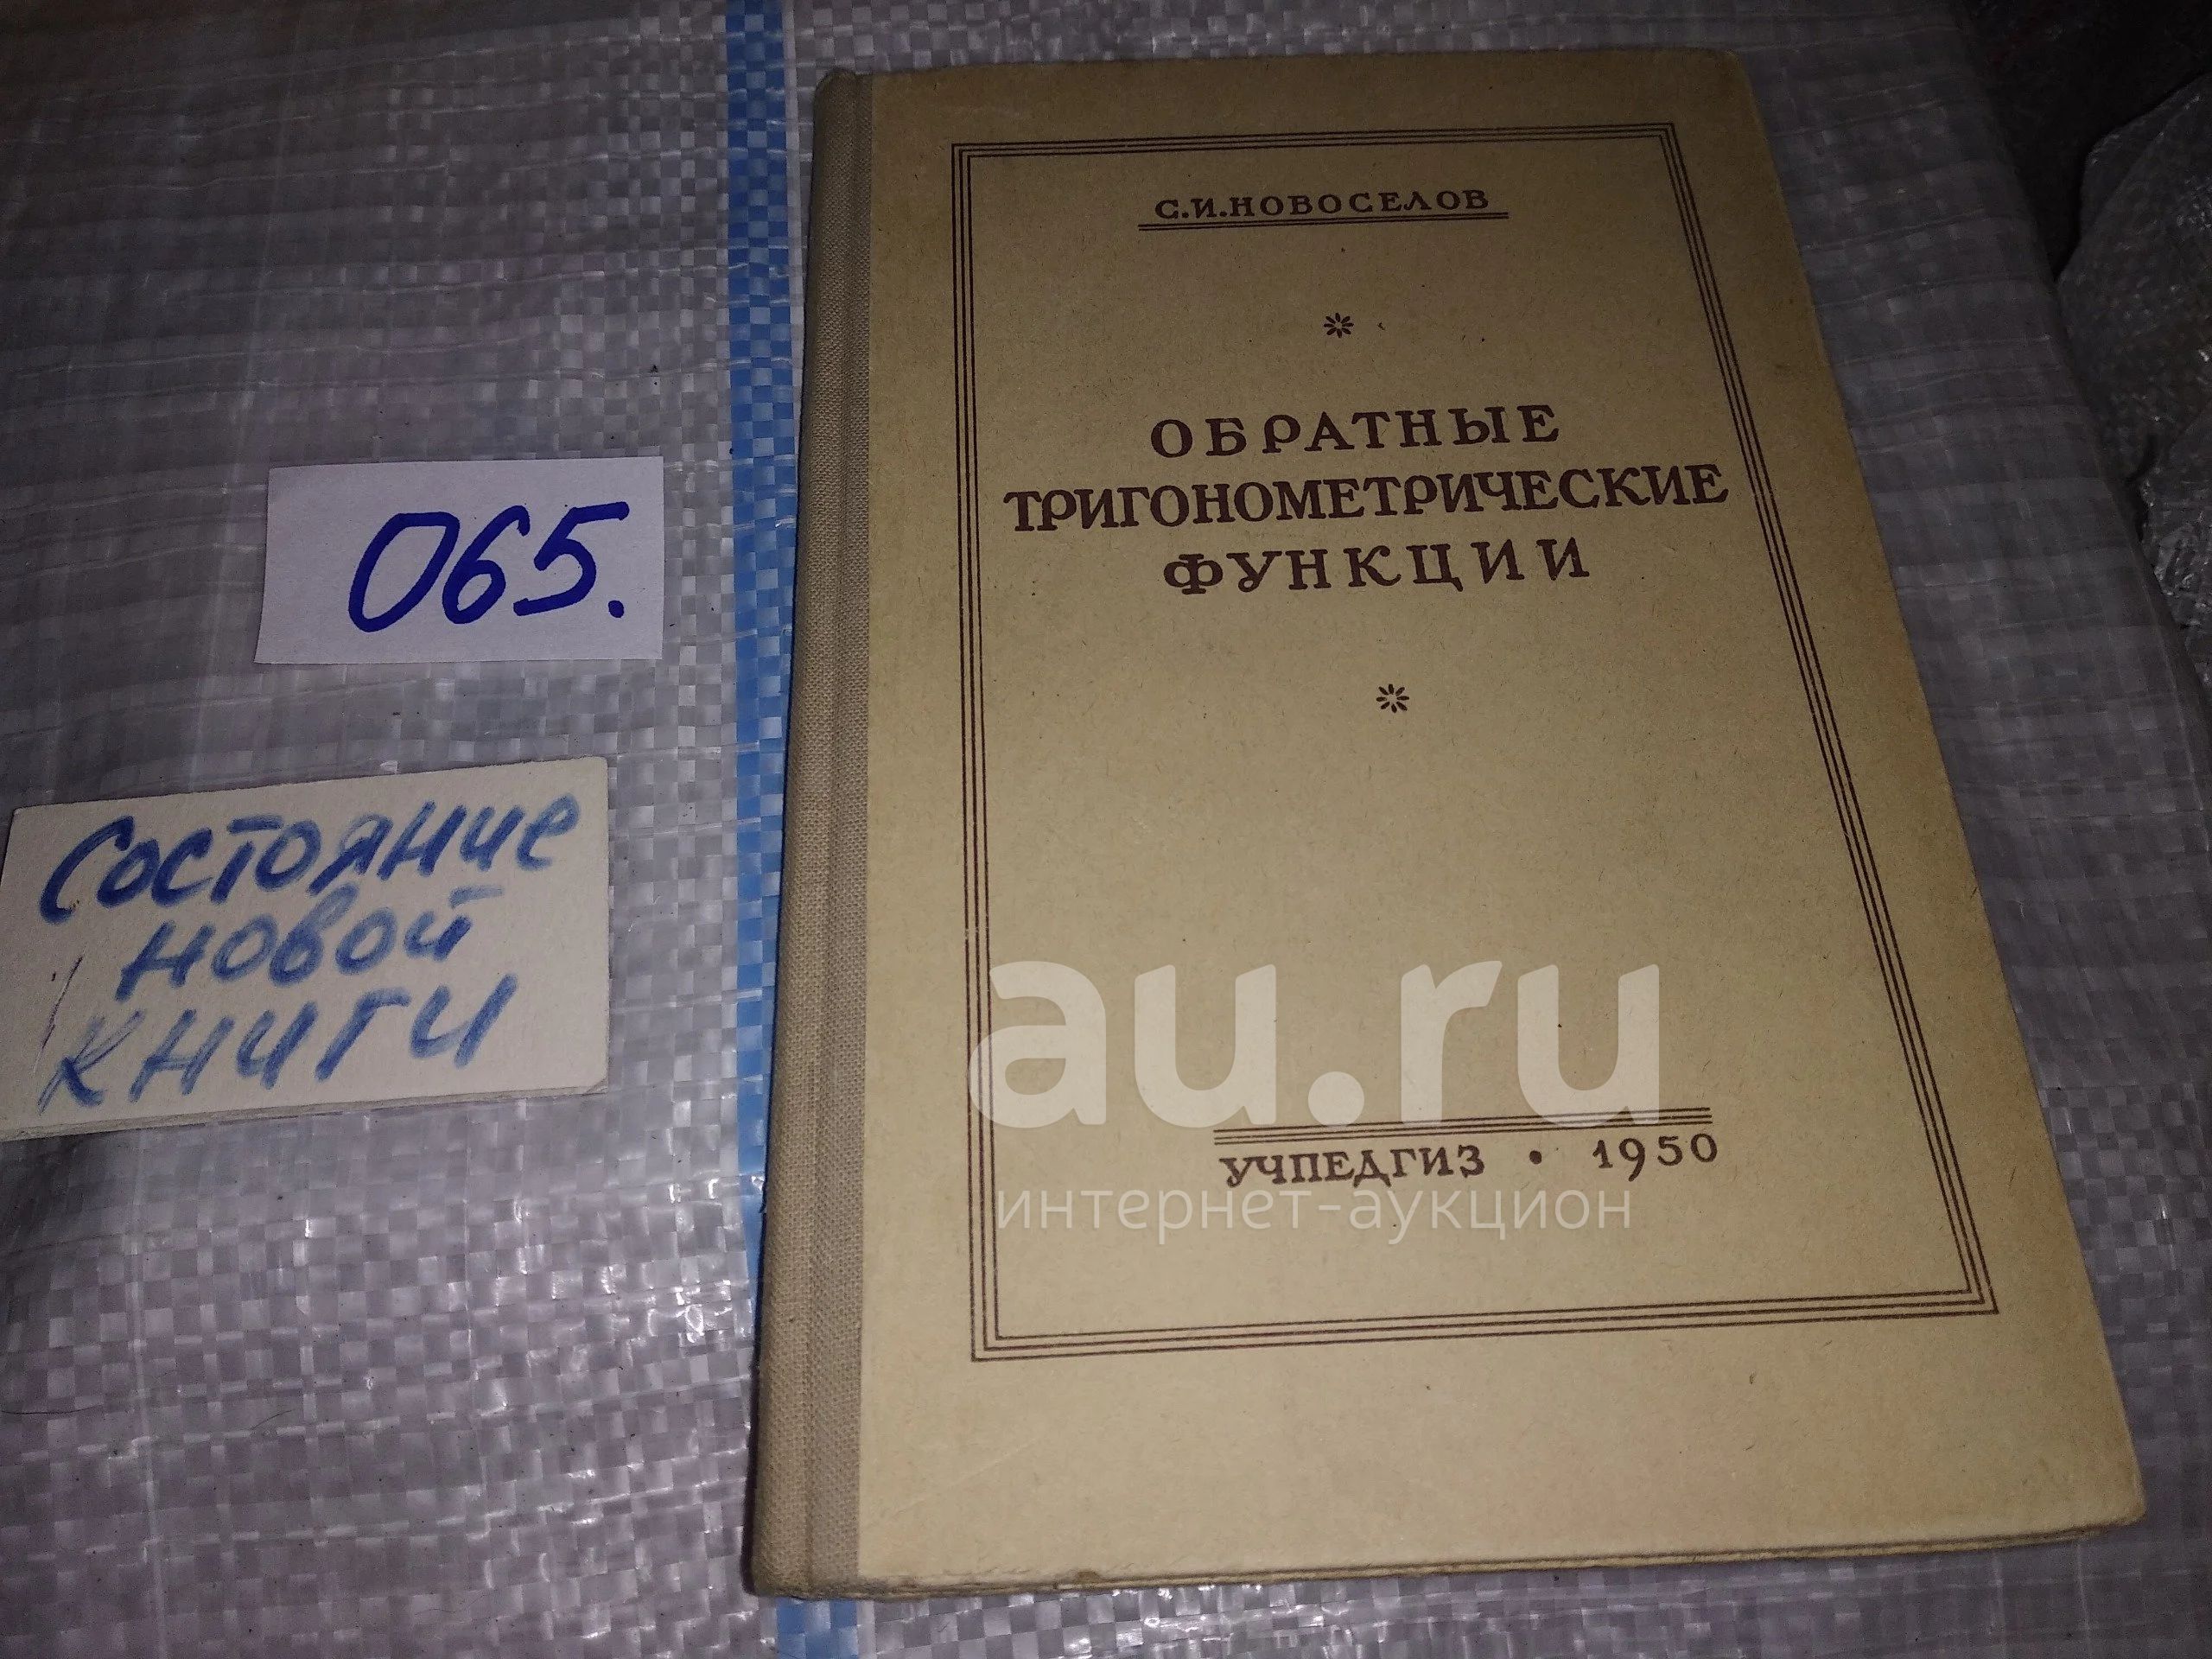 С.И.НОВОСЕЛОВ
ОБРАТНЫЕ
ТРИГОНОМЕТРИЧЕСКИЕ
ФУНКЦИИ
065.
Состояние
новой
книги
au.ru
УЧПЕДГИЗ • 1950
интернет-аукцион